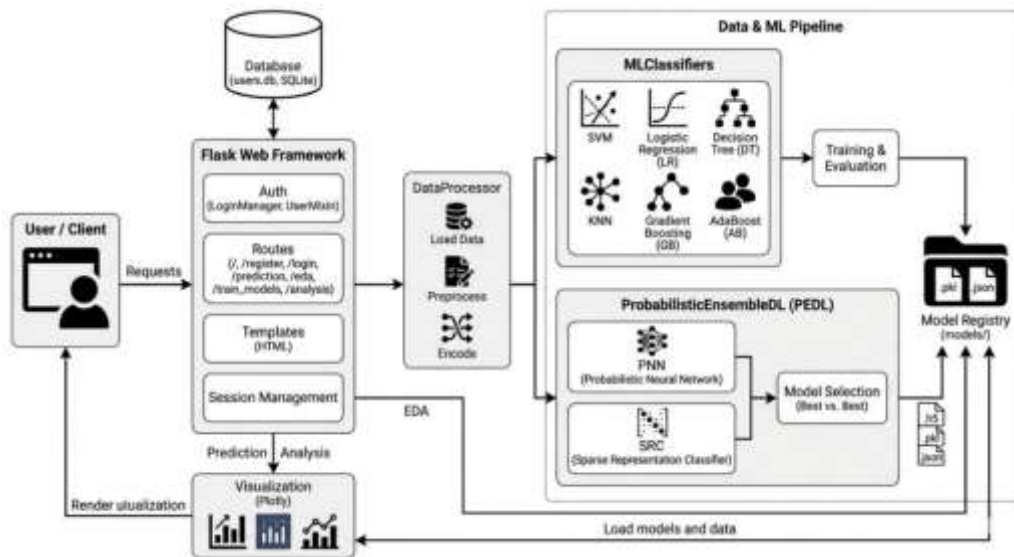 Database
(users.db, SQLite)
Flask Web Framework
Auth
(LoginManager, UserMixin)
Routes
(/, /register, /login,
/prediction, /eda,
/train_models, /analysis)
Templates
(HTML)
Session Management
User / Client
Requests
DataProcessor
Load Data
Preprocess
Encode
Data & ML Pipeline
MLClassifiers
SVM
Logistic
Regression
(LR)
Decision
Tree (DT)
KNN
Gradient
Boosting
(GB)
AdaBoost
(AB)
Training &
Evaluation
ProbabilisticEnsembleDL (PEDL)
PNN
(Probabilistic Neural Network)
SRC
(Sparse Representation Classifier)
Model Selection
(Best vs. Best)
.pkl
.json
Model Registry
(models/)
.h5
.pkl
.json
EDA
Prediction
Analysis
Visualization
(Plotly)
Render ulualization
Load models and data